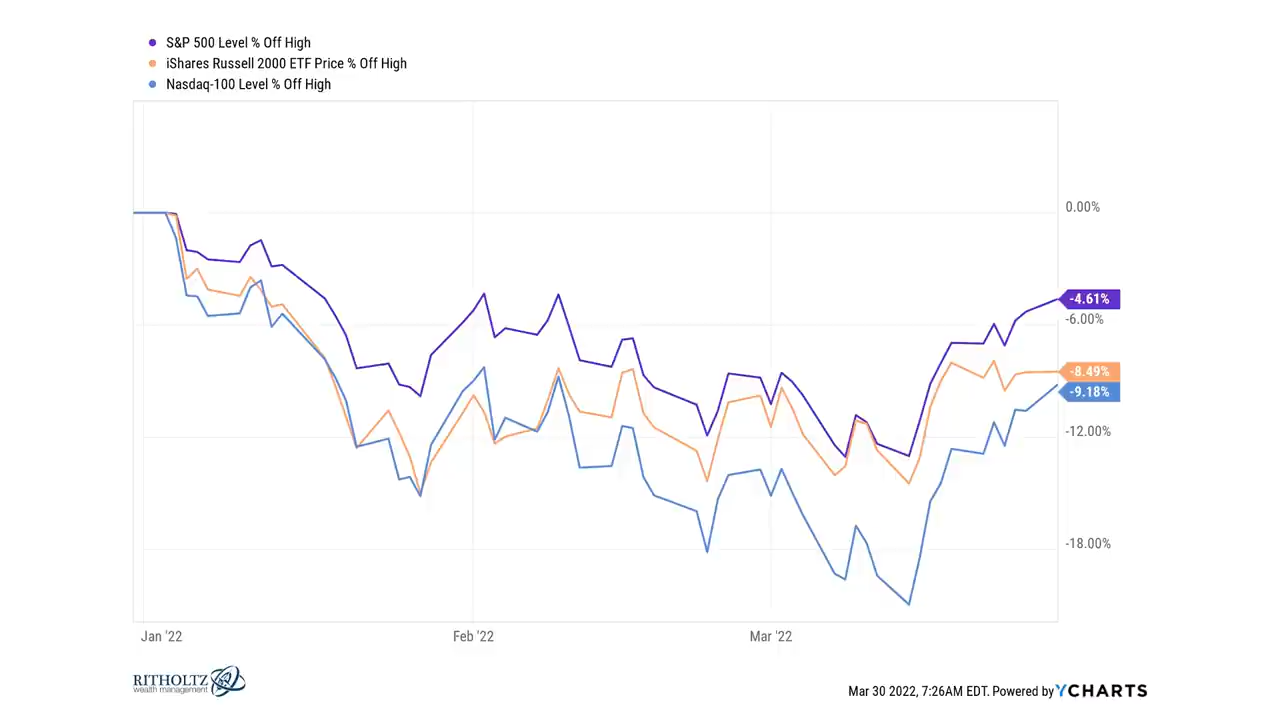 S&P 500 Level % Off High
iShares Russell 2000 ETF Price % Off High
Nasdaq-100 Level % Off High
0.00%
-4.61%
-6.00%
-8.49%
-9.18%
-12.00%
-18.00%
Jan '22
Feb '22
Mar '22
RITHOLTZ
wealth management
Mar 30 2022, 7:26AM EDT. Powered by YCHARTS